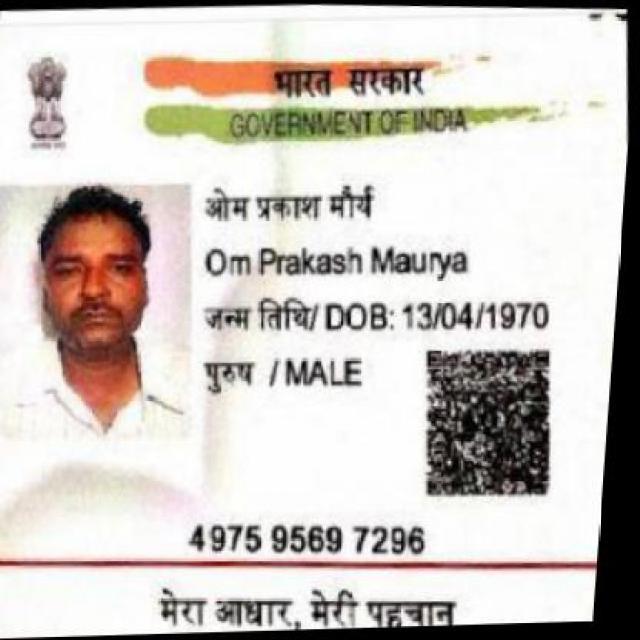 भारत सरकार
GOVERNMENT OF INDIA
ओम प्रकाश मौर्य
Om Prakash Maurya
जन्म तिथि/ DOB: 13/04/1970
पुरुष / MALE
4975 9569 7296
मेरा आधार, मेरी पहचान